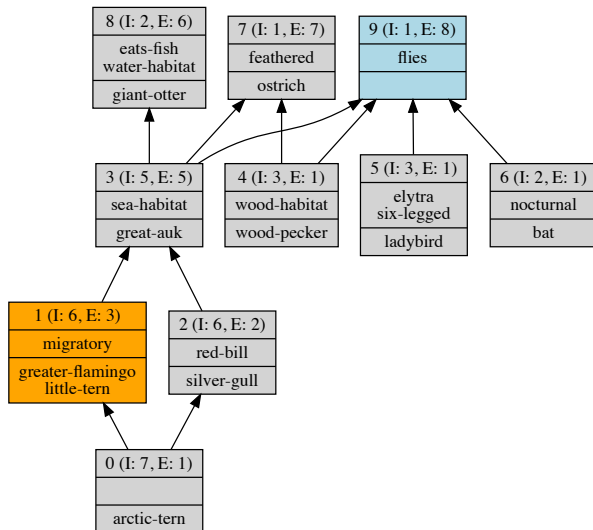 8 (I: 2, E: 6)
eats-fish
water-habitat
giant-otter
7 (I: 1, E: 7)
feathered
ostrich
9 (I: 1, E: 8)
flies
3 (I: 5, E: 5)
sea-habitat
great-auk
4 (I: 3, E: 1)
wood-habitat
wood-pecker
5 (I: 3, E: 1)
elytra
six-legged
ladybird
6 (I: 2, E: 1)
nocturnal
bat
1 (I: 6, E: 3)
migratory
greater-flamingo
little-tern
2 (I: 6, E: 2)
red-bill
silver-gull
0 (I: 7, E: 1)
arctic-tern